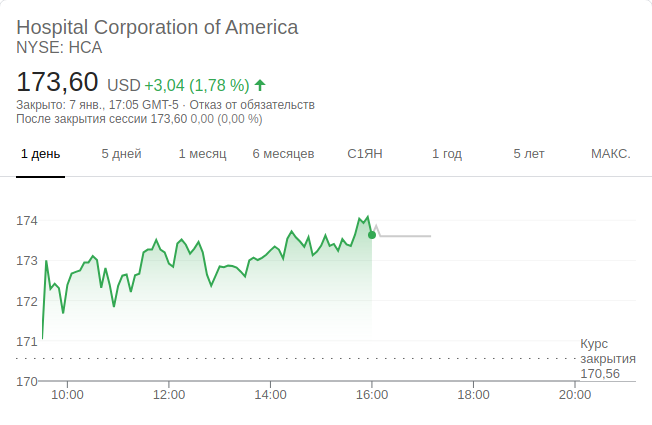 Hospital Corporation of America
NYSE: HCA
173,60 USD +3,04 (1,78 %)
Закрыто: 7 янв., 17:05 GMT-5 · Отказ от обязательств
После закрытия сессии 173,60 0,00 (0,00 %)
1 день 5 дней 1 месяц 6 месяцев С1ЯН 1 год 5 лет МАКС.
174
173
172
171
170
Курс
закрытия
170,56
10:00 12:00 14:00 16:00 18:00 20:00